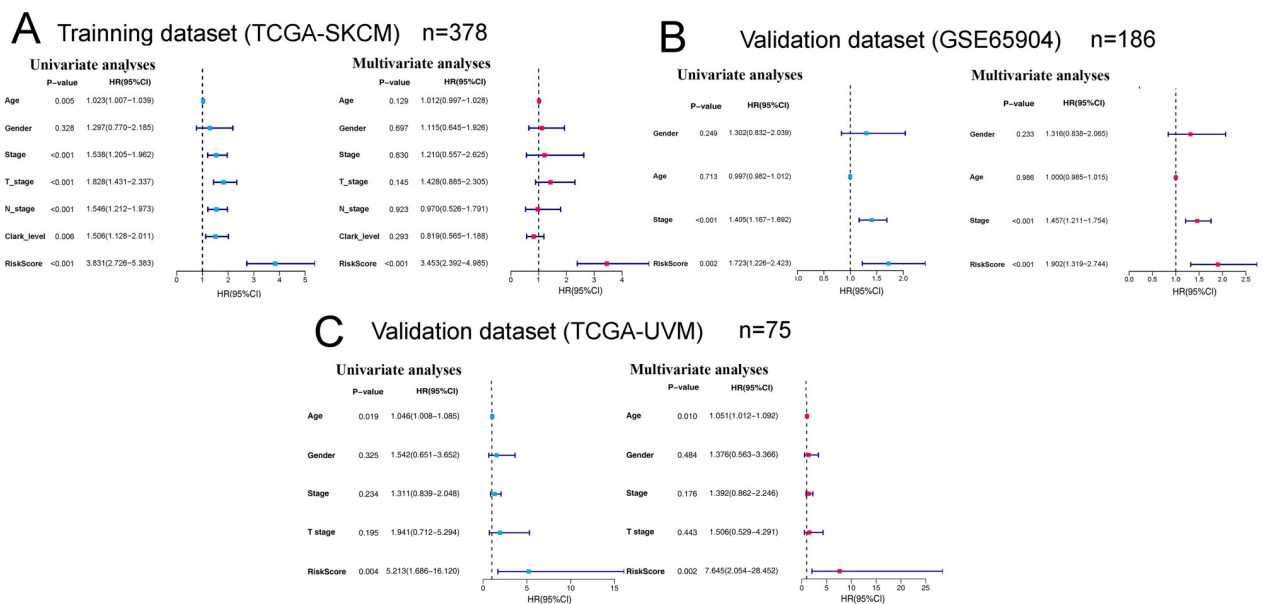 A Trainning dataset (TCGA-SKCM) n=378
Univariate analyses
P−value HR(95%CI)
Age 0.005 1.023(1.007−1.039)
Gender 0.328 1.297(0.770−2.185)
Stage <0.001 1.538(1.205−1.962)
T_stage <0.001 1.828(1.431−2.337)
N_stage <0.001 1.546(1.212−1.973)
Clark_level 0.006 1.506(1.128−2.011)
RiskScore <0.001 3.831(2.726−5.383)
0 1 2 3 4 5
HR(95%CI)
Multivariate analyses
P−value HR(95%CI)
Age 0.129 1.012(0.997−1.028)
Gender 0.697 1.115(0.645−1.926)
Stage 0.630 1.210(0.557−2.625)
T_stage 0.145 1.428(0.885−2.305)
N_stage 0.923 0.970(0.526−1.791)
Clark_level 0.293 0.819(0.565−1.188)
RiskScore <0.001 3.453(2.392−4.985)
0 1 2 3 4
HR(95%CI)
B Validation dataset (GSE65904) n=186
Univariate analyses
P−value HR(95%CI)
Gender 0.249 1.302(0.832−2.039)
Age 0.713 0.997(0.982−1.012)
Stage <0.001 1.405(1.167−1.692)
RiskScore 0.002 1.723(1.226−2.423)
0.0 0.5 1.0 1.5 2.0
HR(95%CI)
Multivariate analyses
P−value HR(95%CI)
Gender 0.233 1.316(0.838−2.065)
Age 0.986 1.000(0.985−1.015)
Stage <0.001 1.457(1.211−1.754)
RiskScore <0.001 1.902(1.319−2.744)
0.0 0.5 1.0 1.5 2.0 2.5
HR(95%CI)
C Validation dataset (TCGA-UVM) n=75
Univariate analyses
P−value HR(95%CI)
Age 0.019 1.046(1.008−1.085)
Gender 0.325 1.542(0.651−3.652)
Stage 0.234 1.311(0.839−2.048)
T stage 0.195 1.941(0.712−5.294)
RiskScore 0.004 5.213(1.686−16.120)
0 5 10 15
HR(95%CI)
Multivariate analyses
P−value HR(95%CI)
Age 0.010 1.051(1.012−1.092)
Gender 0.484 1.376(0.563−3.366)
Stage 0.176 1.392(0.862−2.246)
T stage 0.443 1.506(0.529−4.291)
RiskScore 0.002 7.645(2.054−28.452)
0 5 10 15 20 25
HR(95%CI)